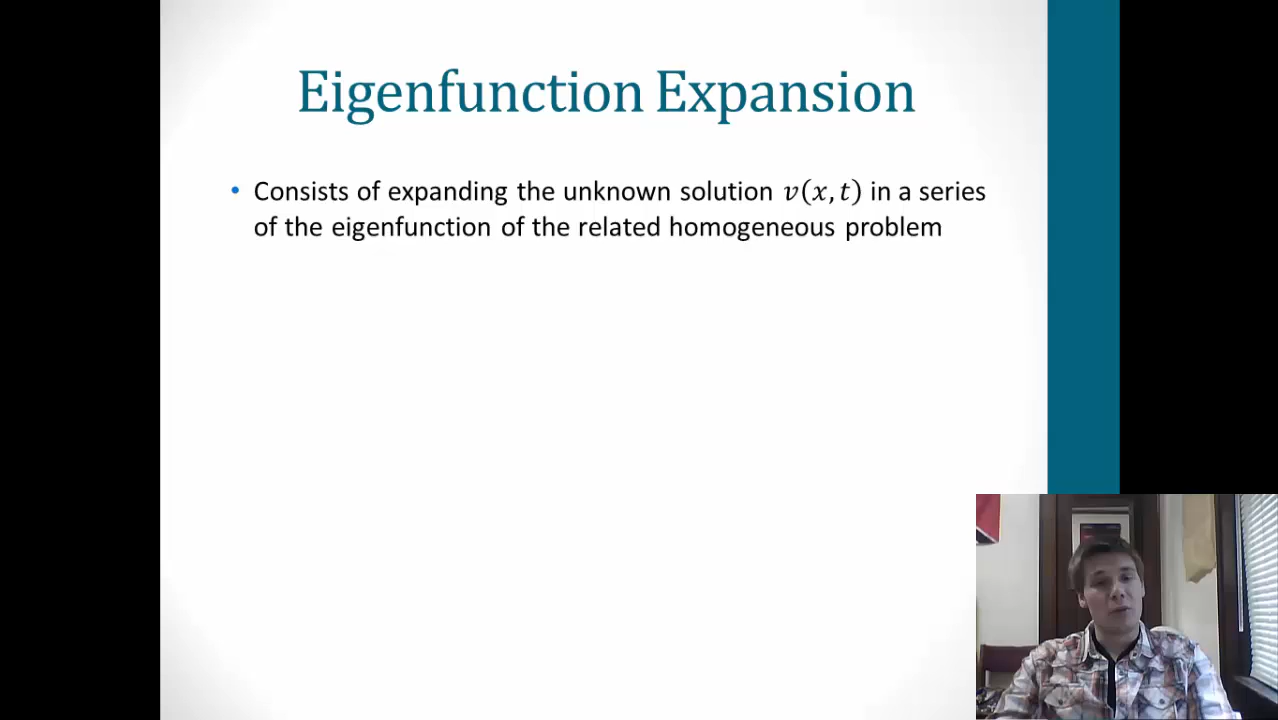 Eigenfunction Expansion
• Consists of expanding the unknown solution 𝑣(𝑥, 𝑡) in a series
of the eigenfunction of the related homogeneous problem